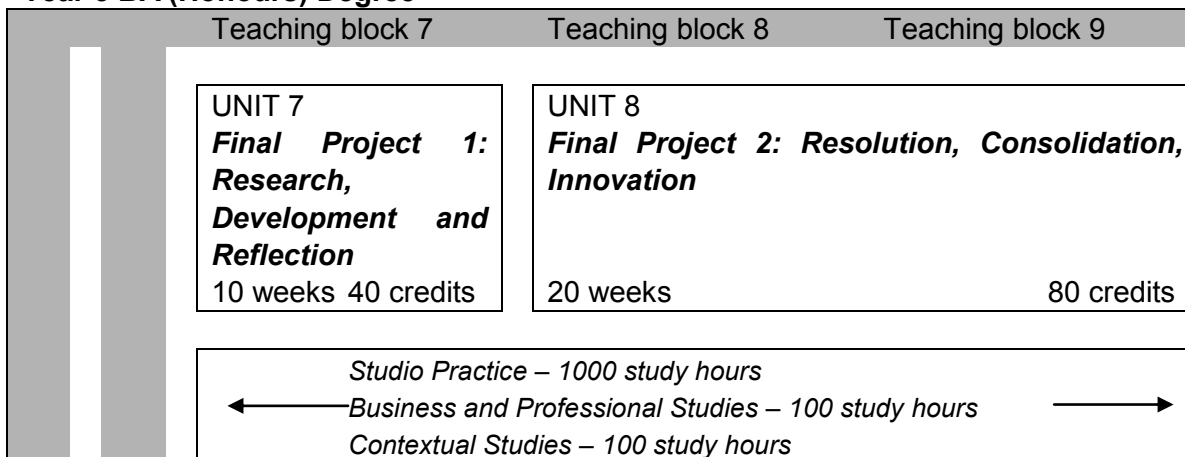 Teaching block 7 Teaching block 8 Teaching block 9
UNIT 7
Final Project 1:
Research,
Development and
Reflection
10 weeks 40 credits
UNIT 8
Final Project 2: Resolution, Consolidation,
Innovation
20 weeks 80 credits
Studio Practice – 1000 study hours
Business and Professional Studies – 100 study hours
Contextual Studies – 100 study hours